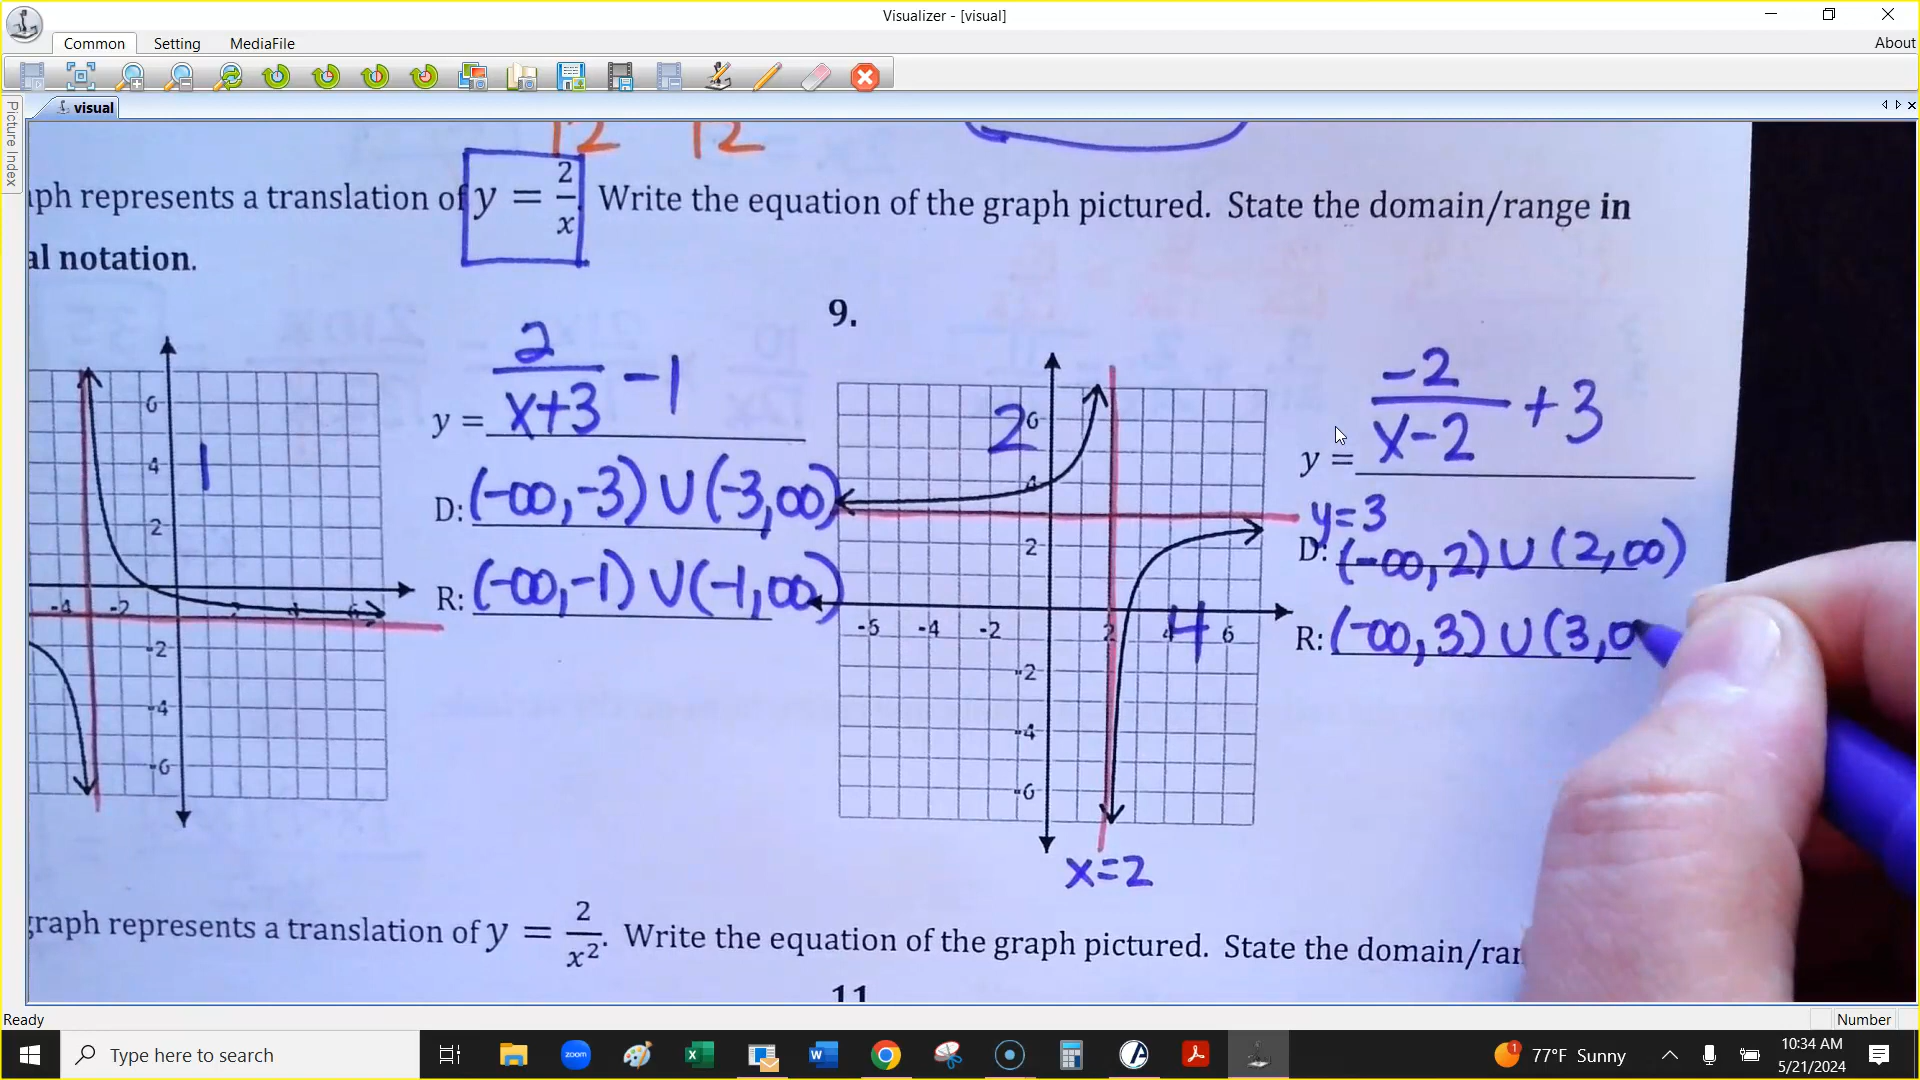 Visualizer - [visual]
Common Setting MediaFile About
Picture Index
visual
12 12
ph represents a translation of y = 2/x Write the equation of the graph pictured. State the domain/range in
al notation.
9.
y = 2/(x+3) - 1
D: (-∞,-3) ∪ (-3,∞)
R: (-∞,-1) ∪ (-1,∞)
6
4
2
-4 -2 2 4 6
-2
-4
-6
1
y = -2/(x-2) + 3
y=3
D: (-∞,2) ∪ (2,∞)
R: (-∞,3) ∪ (3,
2
6
4
2
-4 -2 2 4 6
-2
-4
-6
4
x=2
graph represents a translation of y = 2/x². Write the equation of the graph pictured. State the
11
Ready Number
Type here to search
zoom
77°F Sunny
10:34 AM
5/21/2024